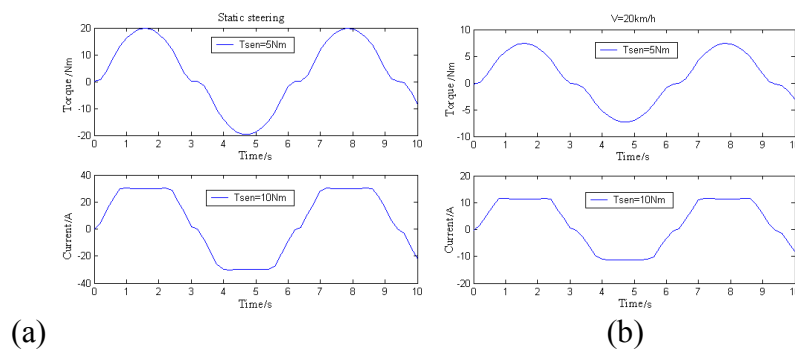 Static steering
Torque/Nm
20
10
0
-10
-20
Tsen=5Nm
0 1 2 3 4 5 6 7 8 9 10
Time/s
Current/A
40
20
0
-20
-40
Tsen=10Nm
0 1 2 3 4 5 6 7 8 9 10
Time/s
(a)
V=20km/h
Torque/Nm
10
5
0
-5
-10
Tsen=5Nm
0 1 2 3 4 5 6 7 8 9 10
Time/s
Current/A
20
10
0
-10
-20
Tsen=10Nm
0 1 2 3 4 5 6 7 8 9 10
Time/s
(b)